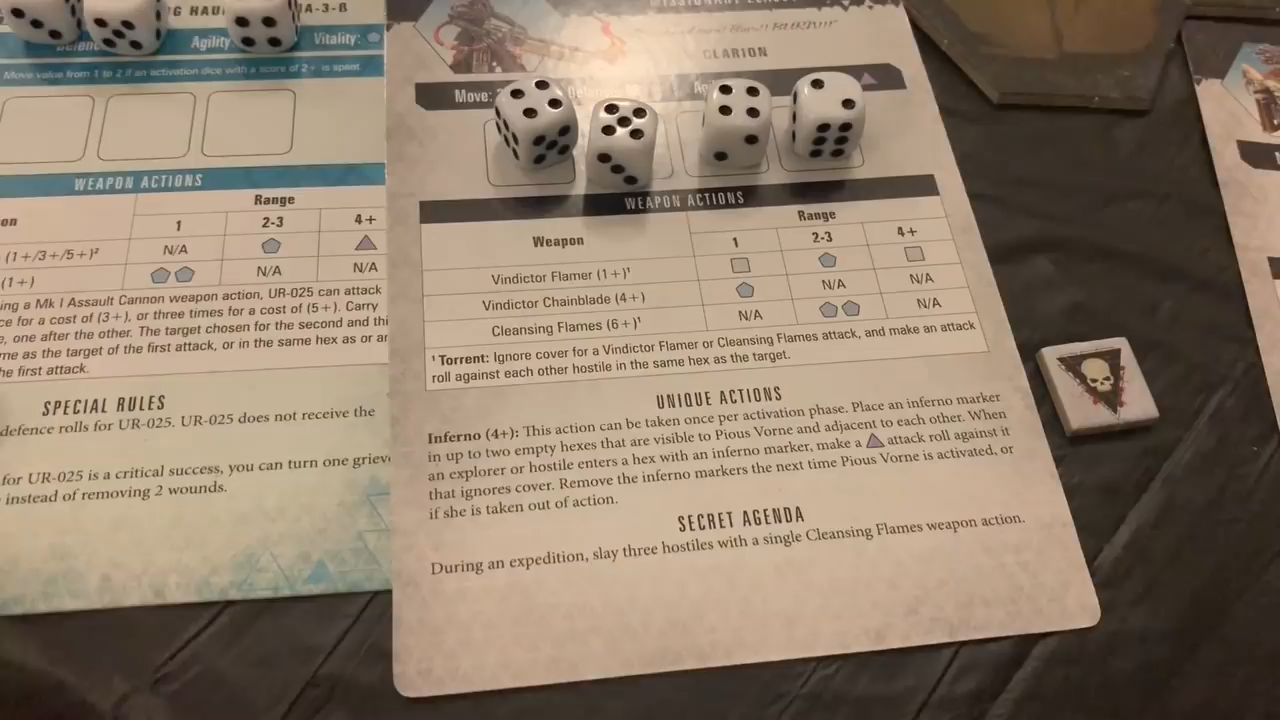 G HAU
A-3-B
Agility:
Vitality:
Move value from 1 to 2 if an activation dice with a score of 2+ is spent.
WEAPON ACTIONS
Range
on
1
2-3
4+
(1+/3+/5+)²
N/A
(1+)
N/A
N/A
ing a Mk I Assault Cannon weapon action, UR-025 can attack
ce for a cost of (3+), or three times for a cost of (5+). Carry
e, one after the other. The target chosen for the second and thi
me as the target of the first attack, or in the same hex as or a
he first attack.
SPECIAL RULES
defence rolls for UR-025. UR-025 does not receive the
for UR-025 is a critical success, you can turn one griev
instead of removing 2 wounds.
CLARION
Move:
Ag
WEAPON ACTIONS
Range
Weapon
1
2-3
4+
Vindictor Flamer (1+)¹
Vindictor Chainblade (4+)
N/A
N/A
Cleansing Flames (6+)¹
N/A
N/A
¹ Torrent: Ignore cover for a Vindictor Flamer or Cleansing Flames attack, and make an attack
roll against each other hostile in the same hex as the target.
UNIQUE ACTIONS
Inferno (4+): This action can be taken once per activation phase. Place an inferno marker
in up to two empty hexes that are visible to Pious Vorne and adjacent to each other. When
an explorer or hostile enters a hex with an inferno marker, make a attack roll against it
that ignores cover. Remove the inferno markers the next time Pious Vorne is activated, or
if she is taken out of action.
SECRET AGENDA
During an expedition, slay three hostiles with a single Cleansing Flames weapon action.